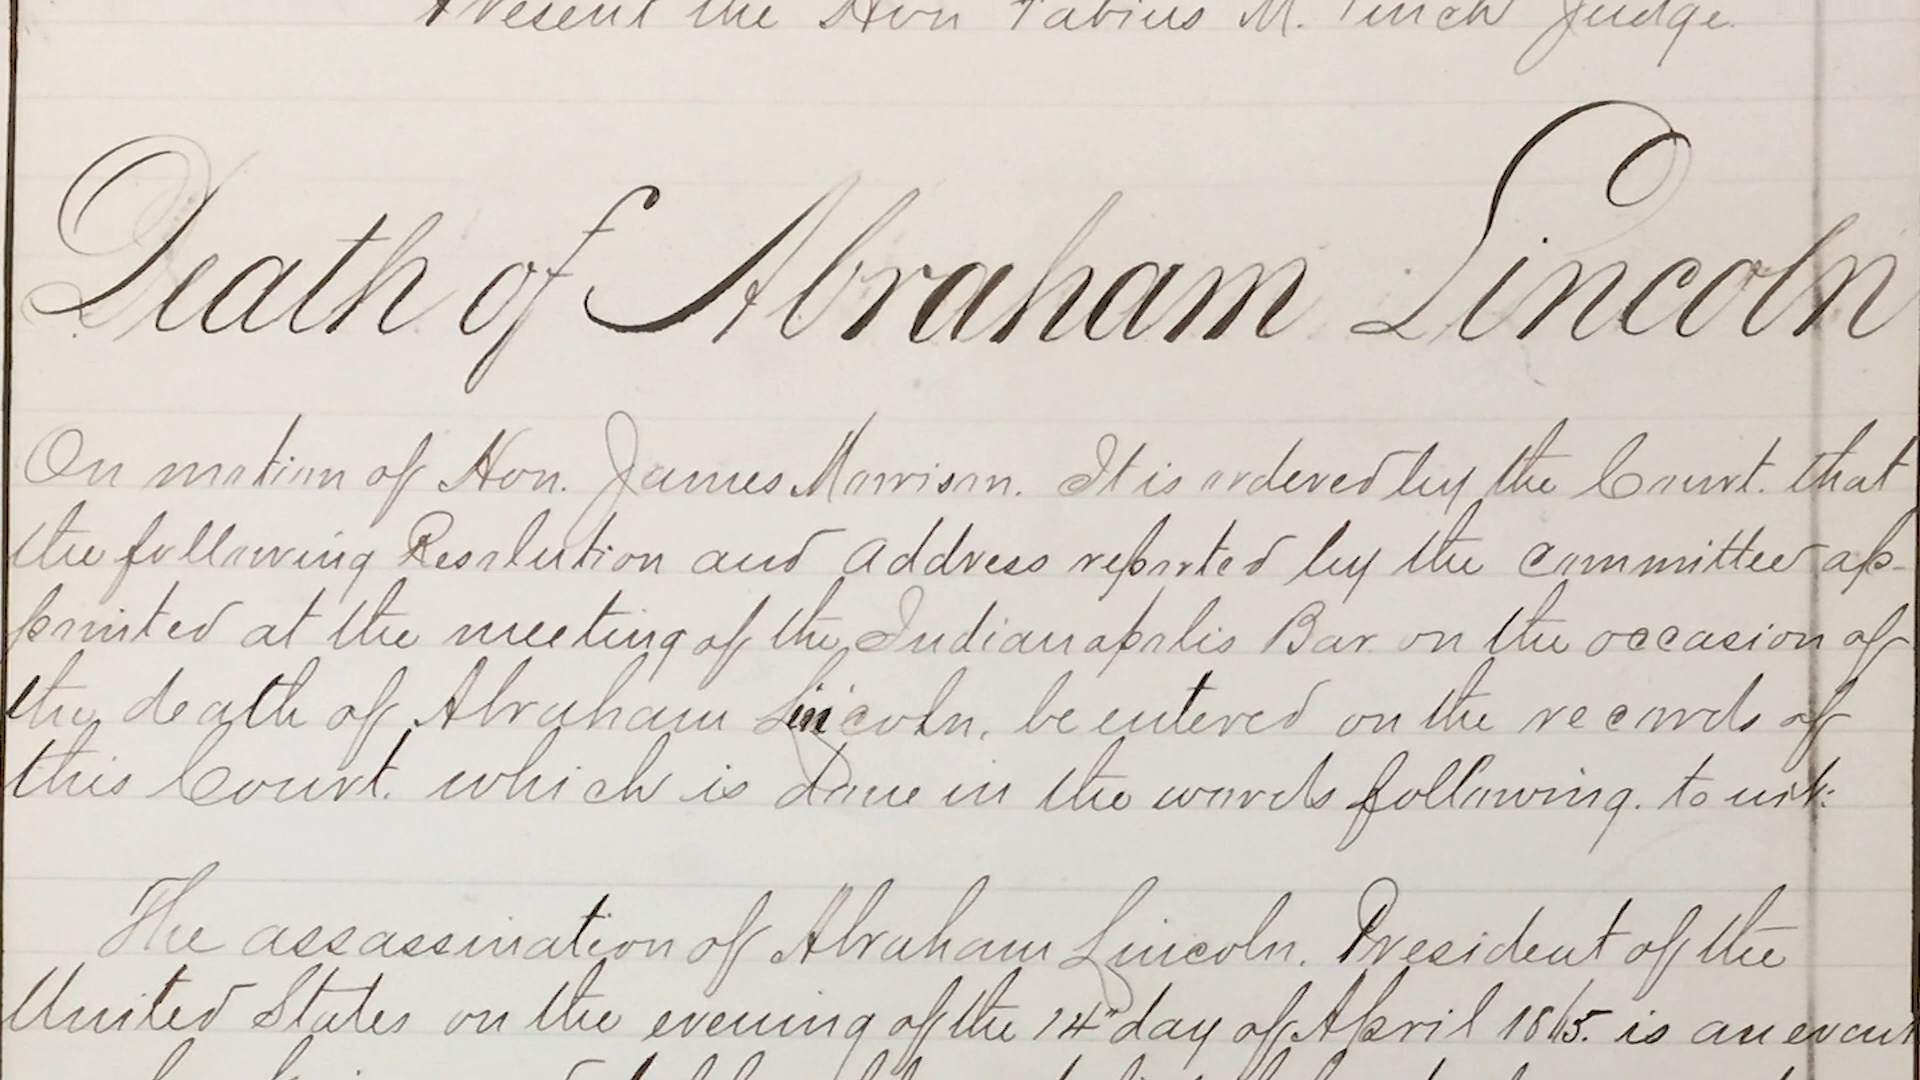 Present the Hon Fabius M. Finch Judge.
Death of Abraham Lincoln
On motion of Hon. James Morrison. It is ordered by the Court. that
the following Resolution and address reported by the committee ap-
pointed at the meeting of the Indianapolis Bar on the occasion of
the death of Abraham Lincoln, be entered on the records of
this Court. which is done in the words following. to wit:
The assassination of Abraham Lincoln. President of the
United States on the evening of the 14" day of April 1865. is an event